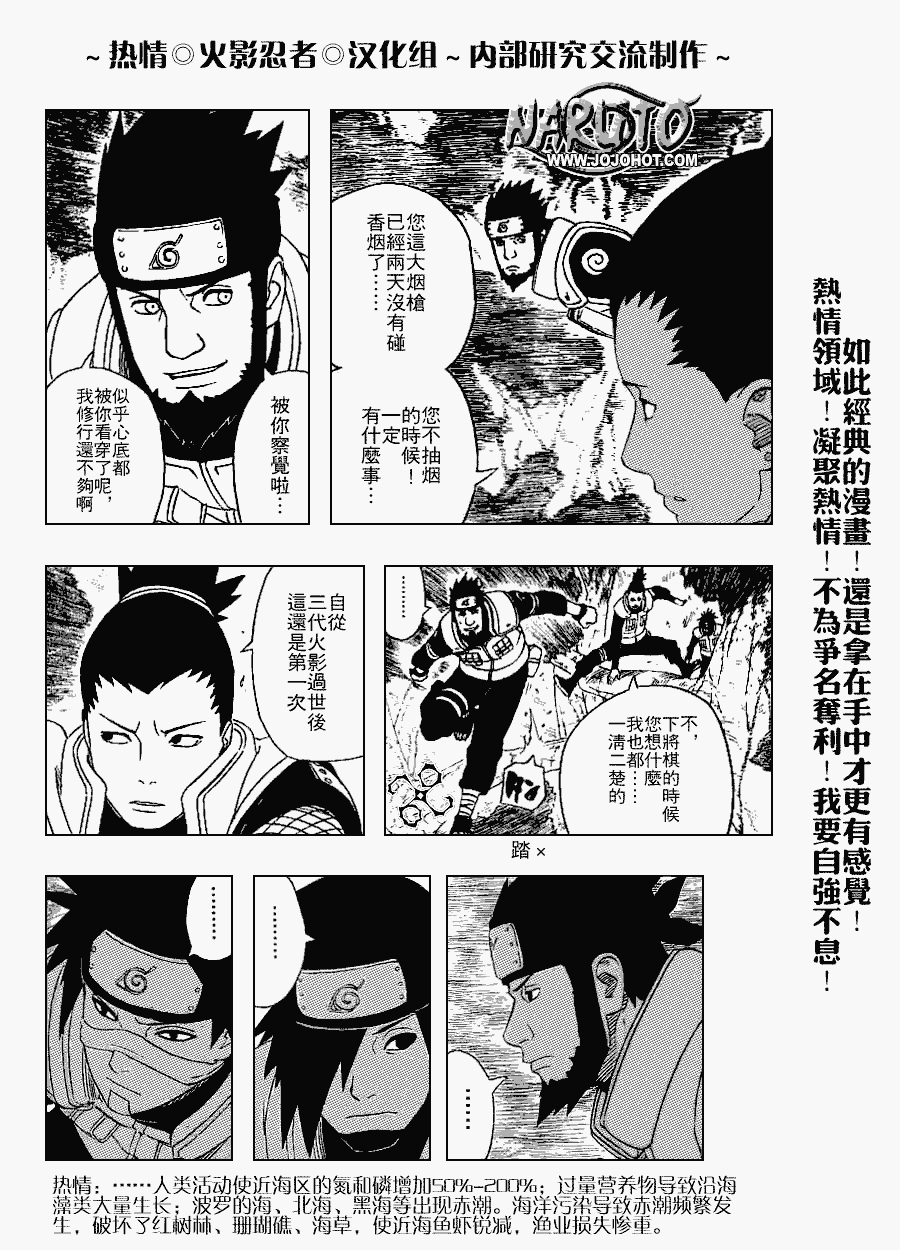 ~ 热情◎火影忍者◎汉化组 ~ 内部研究交流制作 ~
NARUTO
WWW.JOJOHOT.COM
您這大烟槍
已經兩天沒有碰
香烟了……
您不抽烟
的時候！
一定
有什麼事…
被你察覺啦…
似乎心底都
被你看穿了呢，
我修行還不夠啊
……
不，
下將棋的時候
您想什麼
我也都……
一淸二楚的
踏×
自從
三代火影過世後
這還是第一次
……
……
……
如此經典的漫畫！還是拿在手中才更有感覺！
熱情領域！凝聚熱情！不為爭名奪利！我要自強不息！
热情：……人类活动使近海区的氮和磷增加50%-200%；过量营养物导致沿海
藻类大量生长；波罗的海、北海、黑海等出现赤潮。海洋污染导致赤潮频繁发
生，破坏了红树林、珊瑚礁、海草，使近海鱼虾锐减，渔业损失惨重。